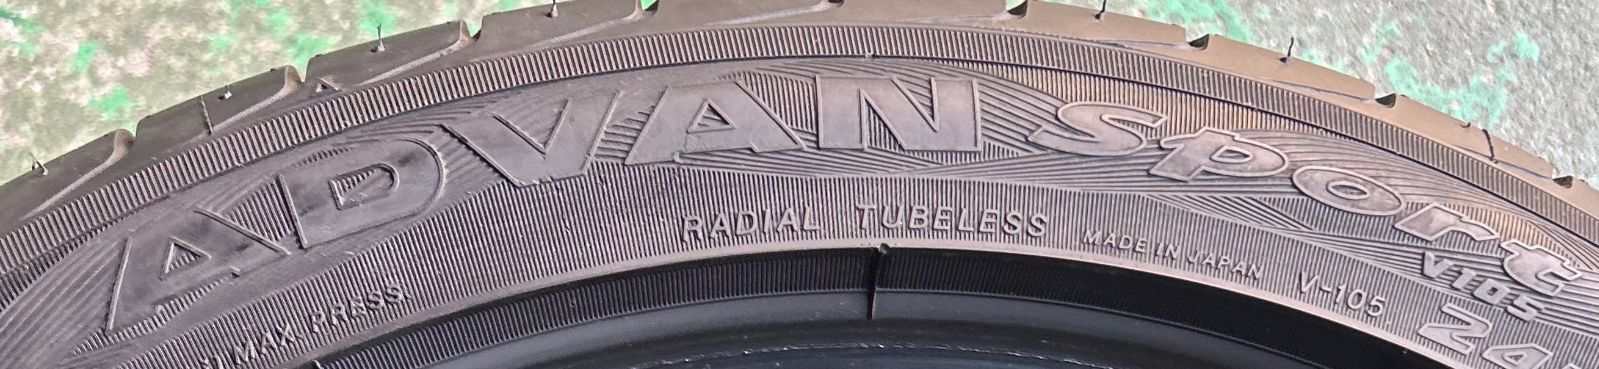 ADVAN Sport
V105
RADIAL TUBELESS MADE IN JAPAN V-105
MAX. PRESS.